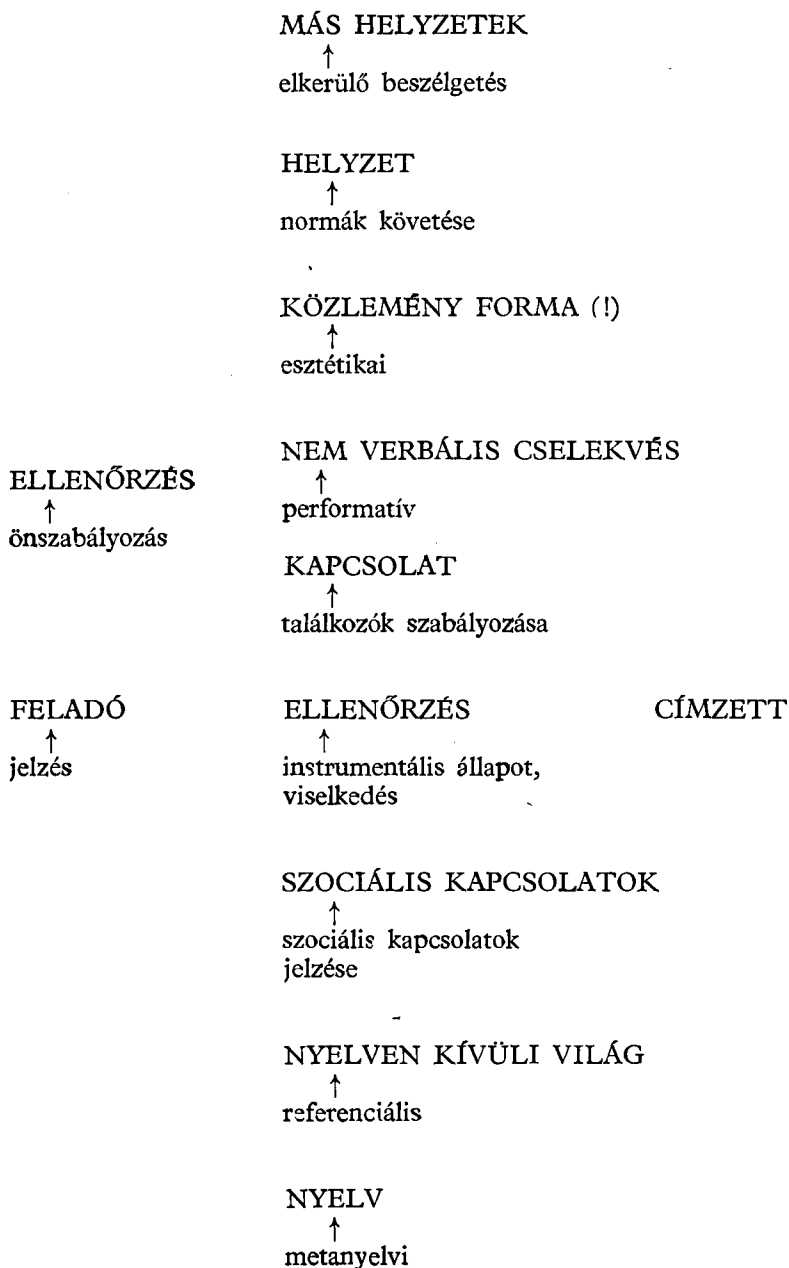 MÁS HELYZETEK
↑
elkerülő beszélgetés
HELYZET
↑
normák követése
KÖZLEMÉNY FORMA (!)
↑
esztétikai
NEM VERBÁLIS CSELEKVÉS
↑
performatív
ELLENŐRZÉS
↑
önszabályozás
KAPCSOLAT
↑
találkozók szabályozása
FELADÓ ELLENŐRZÉS CÍMZETT
↑ ↑
jelzés instrumentális állapot,
viselkedés
SZOCIÁLIS KAPCSOLATOK
↑
szociális kapcsolatok
jelzése
NYELVEN KÍVÜLI VILÁG
↑
referenciális
NYELV
↑
metanyelvi